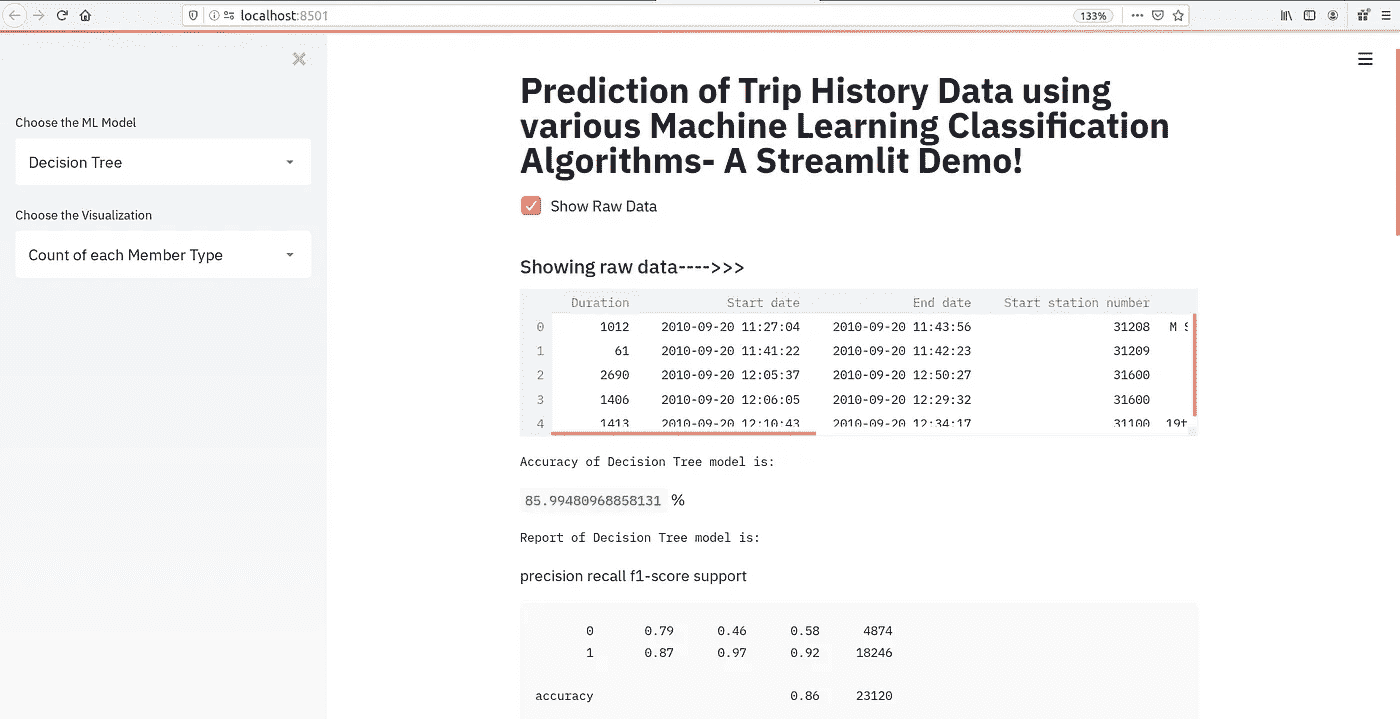 localhost:8501
133%
Choose the ML Model
Decision Tree
Choose the Visualization
Count of each Member Type
Prediction of Trip History Data using
various Machine Learning Classification
Algorithms- A Streamlit Demo!
Show Raw Data
Showing raw data---->>>
Duration Start date End date Start station number
0 1012 2010-09-20 11:27:04 2010-09-20 11:43:56 31208 M S
1 61 2010-09-20 11:41:22 2010-09-20 11:42:23 31209
2 2690 2010-09-20 12:05:37 2010-09-20 12:50:27 31600
3 1406 2010-09-20 12:06:05 2010-09-20 12:29:32 31600
4 1413 2010-09-20 12:10:43 2010-09-20 12:34:17 31100 19t
Accuracy of Decision Tree model is:
85.99480968858131 %
Report of Decision Tree model is:
precision recall f1-score support
0 0.79 0.46 0.58 4874
1 0.87 0.97 0.92 18246
accuracy 0.86 23120